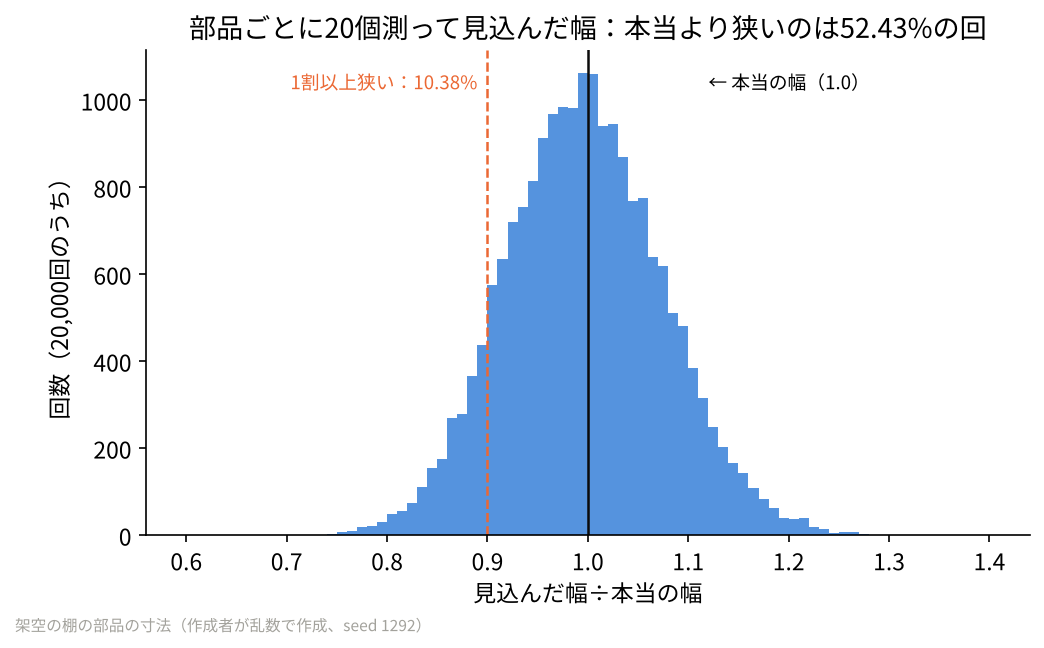 部品ごとに20個測って見込んだ幅：本当より狭いのは52.43%の回
1割以上狭い：10.38%
← 本当の幅（1.0）
回数（20,000回のうち）
1000
800
600
400
200
0
0.6 0.7 0.8 0.9 1.0 1.1 1.2 1.3 1.4
見込んだ幅÷本当の幅
架空の棚の部品の寸法（作成者が乱数で作成、seed 1292）